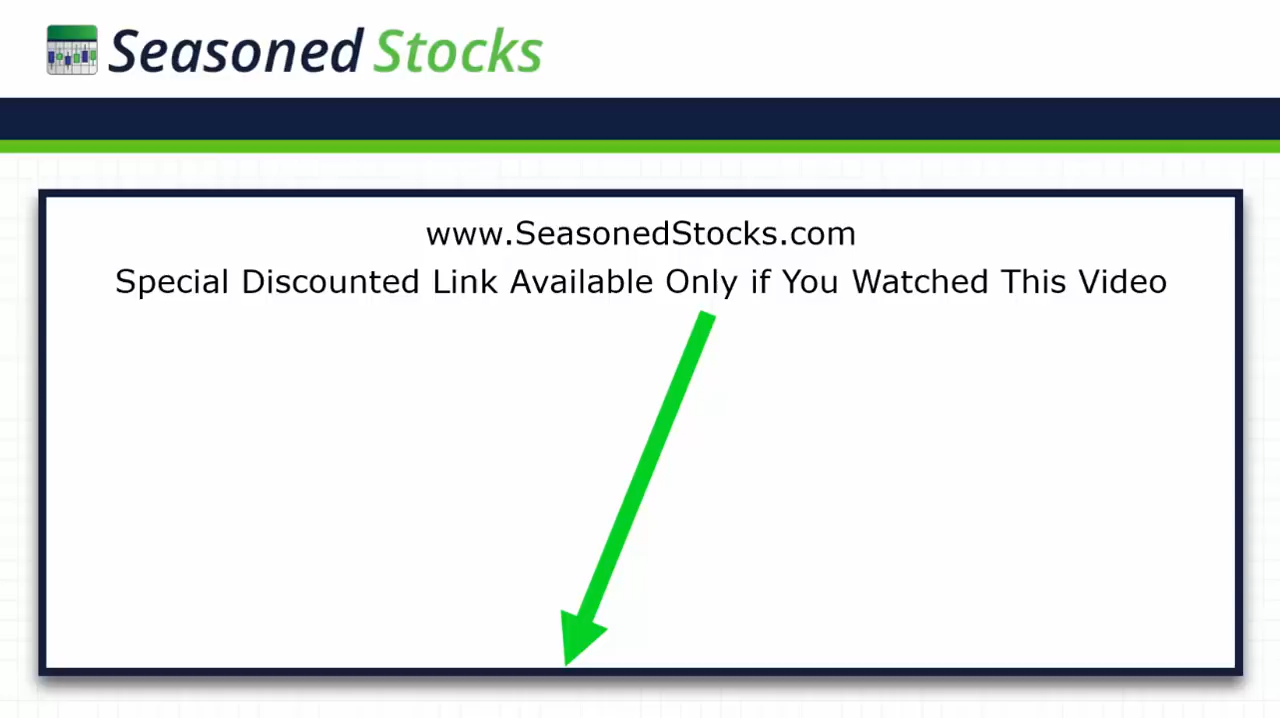 Seasoned Stocks
www.SeasonedStocks.com
Special Discounted Link Available Only if You Watched This Video